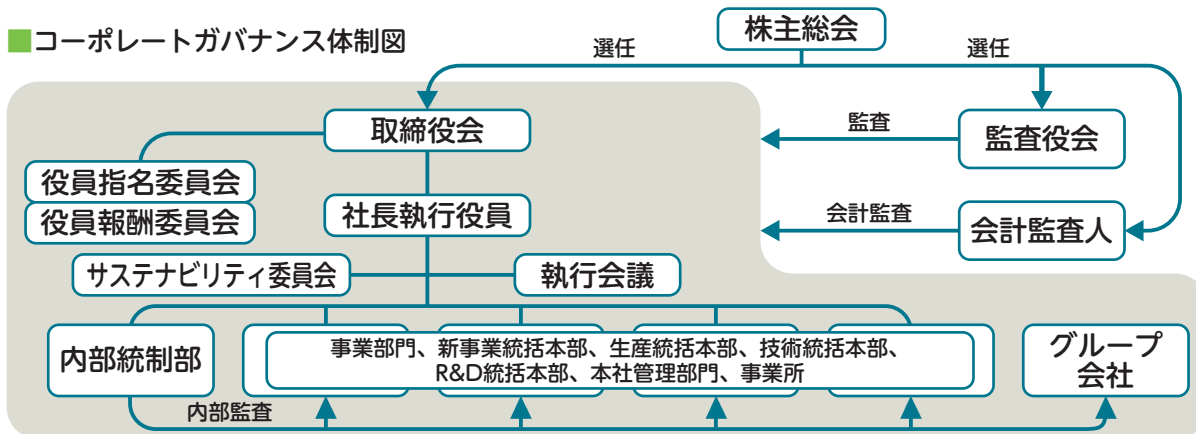 ■コーポレートガバナンス体制図
株主総会
選任
選任
取締役会
監査
監査役会
役員指名委員会
役員報酬委員会
社長執行役員
会計監査
会計監査人
サステナビリティ委員会
執行会議
内部統制部
事業部門、新事業統括本部、生産統括本部、技術統括本部、
R&D統括本部、本社管理部門、事業所
グループ
会社
内部監査